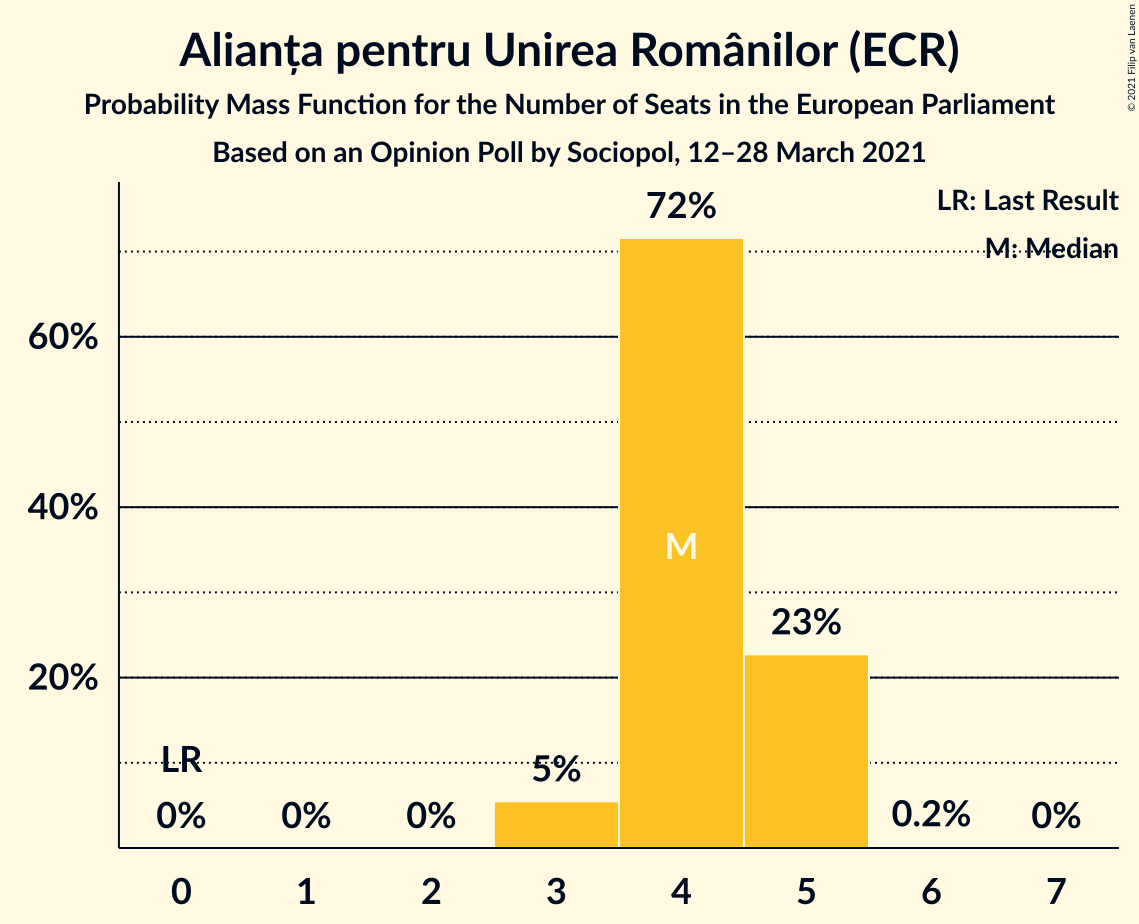 Alianța pentru Unirea Românilor (ECR)
Probability Mass Function for the Number of Seats in the European Parliament
Based on an Opinion Poll by Sociopol, 12–28 March 2021
© 2021 Filip van Laenen
LR: Last Result
M: Median
72%
60%
40%
M
23%
20%
LR
5%
0%
0%
0%
0.2%
0%
0
1
2
3
4
5
6
7